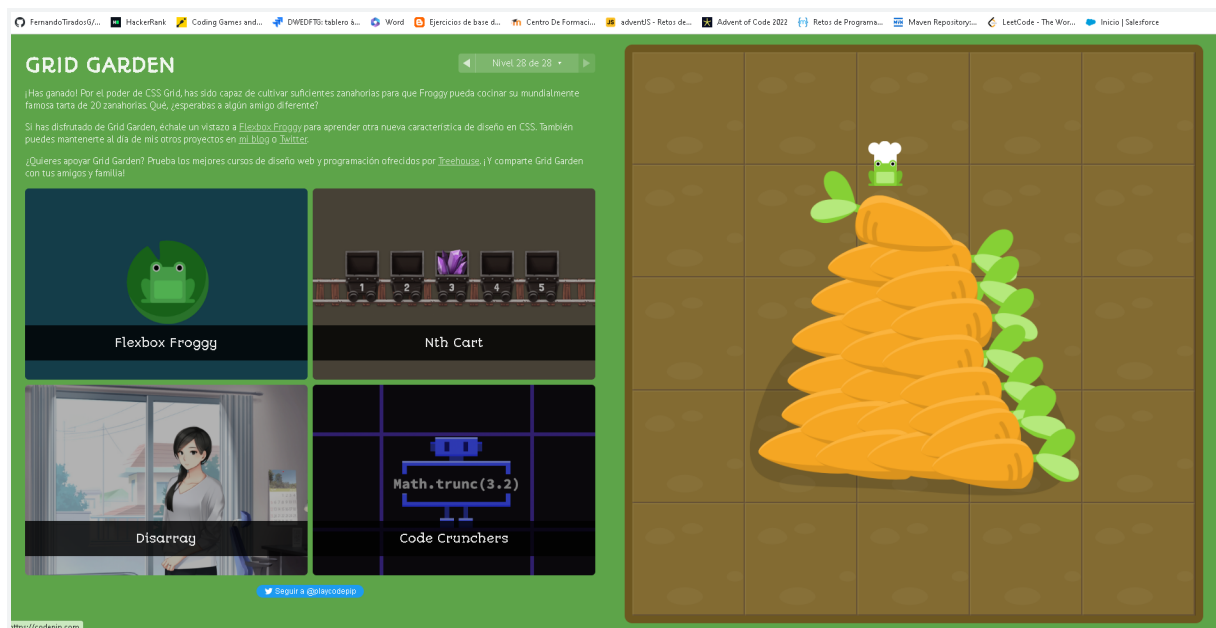 FernandoTiradosG/...
HackerRank
Coding Games and...
DWEDFTG: tablero á...
Word
Ejercicios de base d...
Centro De Formaci...
adventJS - Retos de...
Advent of Code 2022
Retos de Programa...
Maven Repository:...
LeetCode - The Wor...
Inicio | Salesforce
GRID GARDEN
Nivel 28 de 28
¡Has ganado! Por el poder de CSS Grid, has sido capaz de cultivar suficientes zanahorias para que Froggy pueda cocinar su mundialmente
famosa tarta de 20 zanahorias. Qué, ¿esperabas a algún amigo diferente?
Si has disfrutado de Grid Garden, échale un vistazo a Flexbox Froggy para aprender otra nueva característica de diseño en CSS. También
puedes mantenerte al día de mis otros proyectos en mi blog o Twitter.
¿Quieres apoyar Grid Garden? Prueba los mejores cursos de diseño web y programación ofrecidos por Treehouse. ¡Y comparte Grid Garden
con tus amigos y familia!
1 2 3 4 5
Flexbox Froggy
Nth Cart
Math.trunc(3.2)
Disarray
Code Crunchers
Seguir a @playcodepip
https://codepip.com